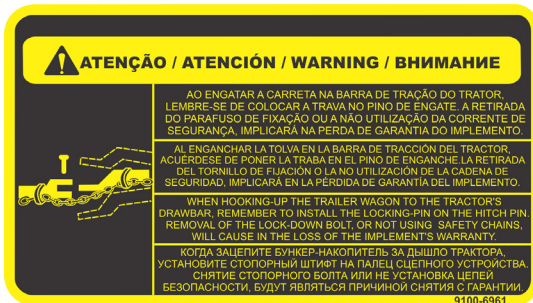 ATENÇÃO / ATENCIÓN / WARNING / ВНИМАНИЕ
AO ENGATAR A CARRETA NA BARRA DE TRAÇÃO DO TRATOR,
LEMBRE-SE DE COLOCAR A TRAVA NO PINO DE ENGATE. A RETIRADA
DO PARAFUSO DE FIXAÇÃO OU A NÃO UTILIZAÇÃO DA CORRENTE DE
SEGURANÇA, IMPLICARÁ NA PERDA DE GARANTIA DO IMPLEMENTO.
AL ENGANCHAR LA TOLVA EN LA BARRA DE TRACCIÓN DEL TRACTOR,
ACUÉRDESE DE PONER LA TRABA EN EL PINO DE ENGANCHE.LA RETIRADA
DEL TORNILLO DE FIJACIÓN O LA NO UTILIZACIÓN DE LA CADENA DE
SEGURIDAD, IMPLICARÁ EN LA PÉRDIDA DE GARANTÍA DEL IMPLEMENTO.
WHEN HOOKING-UP THE TRAILER WAGON TO THE TRACTOR'S
DRAWBAR, REMEMBER TO INSTALL THE LOCKING-PIN ON THE HITCH PIN.
REMOVAL OF THE LOCK-DOWN BOLT, OR NOT USING SAFETY CHAINS,
WILL CAUSE IN THE LOSS OF THE IMPLEMENT'S WARRANTY.
КОГДА ЗАЦЕПИТЕ БУНКЕР-НАКОПИТЕЛЬ ЗА ДЫШЛО ТРАКТОРА,
УСТАНОВИТЕ СТОПОРНЫЙ ШТИФТ НА ПАЛЕЦ СЦЕПНОГО УСТРОЙСТВА.
СНЯТИЕ СТОПОРНОГО БОЛТА ИЛИ НЕ УСТАНОВКА ЦЕПЕЙ
БЕЗОПАСНОСТИ, БУДУТ ЯВЛЯТЬСЯ ПРИЧИНОЙ СНЯТИЯ С ГАРАНТИИ.
9100-6961